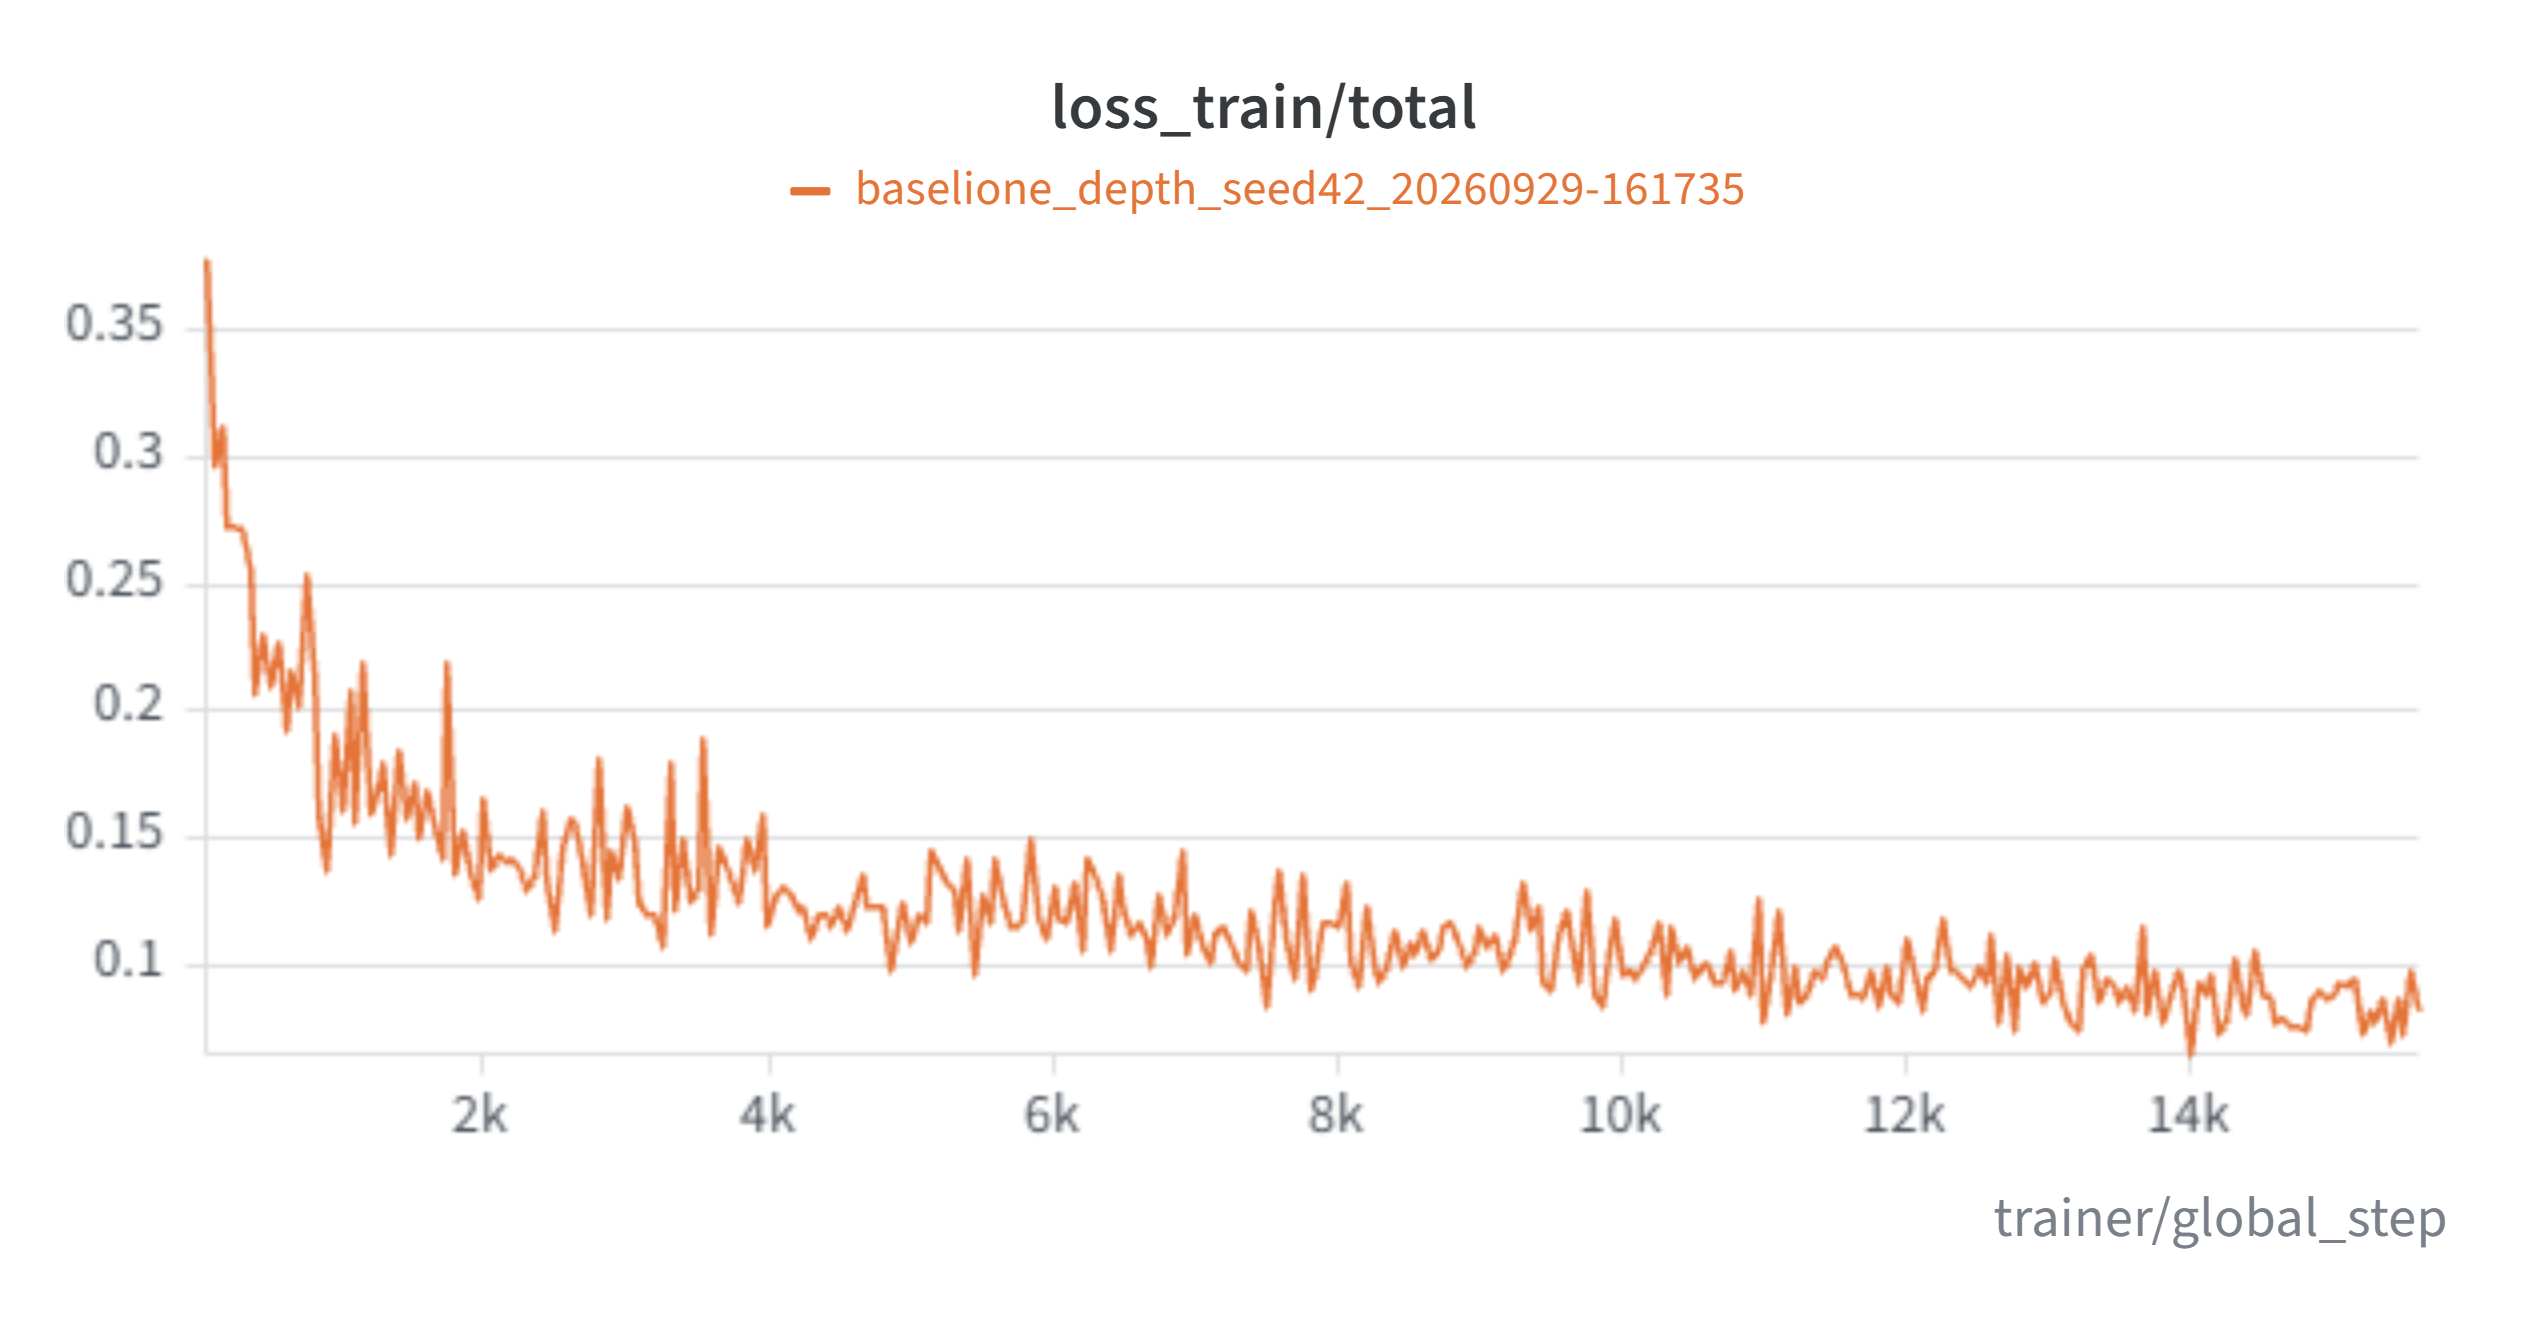 loss_train/total
baselione_depth_seed42_20260929-161735
0.35
0.3
0.25
0.2
0.15
0.1
2k 4k 6k 8k 10k 12k 14k
trainer/global_step